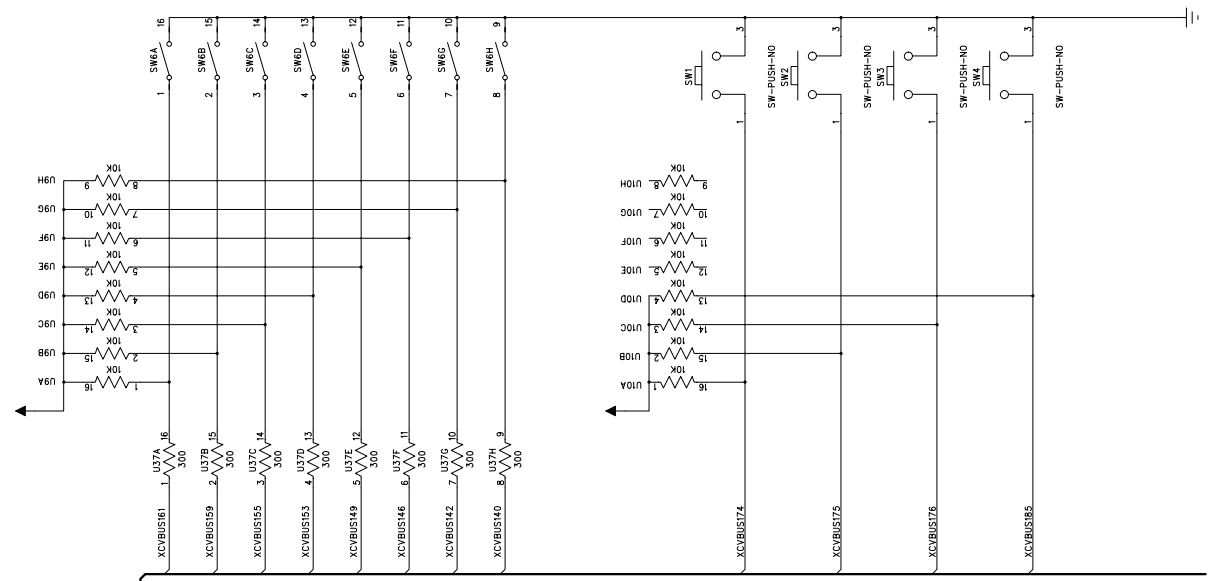 16 15 14 13 12 11 10 9
SW6A SW6B SW6C SW6D SW6E SW6F SW6G SW6H
1 2 3 4 5 6 7 8
3 3 3 3
SW1 SW2 SW3 SW4
SW-PUSH-NO SW-PUSH-NO SW-PUSH-NO SW-PUSH-NO
1 1 1 1
U9H 9 10K 8
U9G 10 10K 7
U9F 11 10K 6
U9E 12 10K 5
U9D 13 10K 4
U9C 14 10K 3
U9B 15 10K 2
U9A 16 10K 1
U10H 8 10K 9
U10G 7 10K 10
U10F 6 10K 11
U10E 5 10K 12
U10D 4 10K 13
U10C 3 10K 14
U10B 2 10K 15
U10A 1 10K 16
16 15 14 13 12 11 10 9
U37A U37B U37C U37D U37E U37F U37G U37H
300 300 300 300 300 300 300 300
1 2 3 4 5 6 7 8
XCVBUS161 XCVBUS159 XCVBUS155 XCVBUS153 XCVBUS149 XCVBUS146 XCVBUS142 XCVBUS140
XCVBUS174 XCVBUS175 XCVBUS176 XCVBUS185